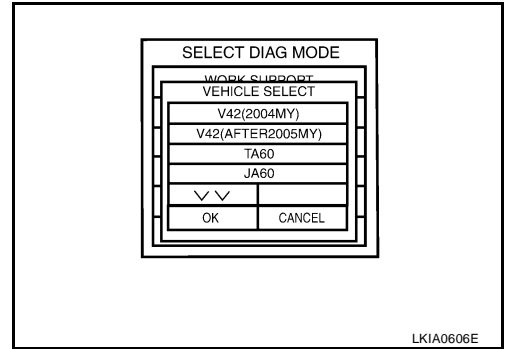 SELECT DIAG MODE
WORK SUPPORT
VEHICLE SELECT
V42(2004MY)
V42(AFTER2005MY)
TA60
JA60
OK CANCEL
LKIA0606E